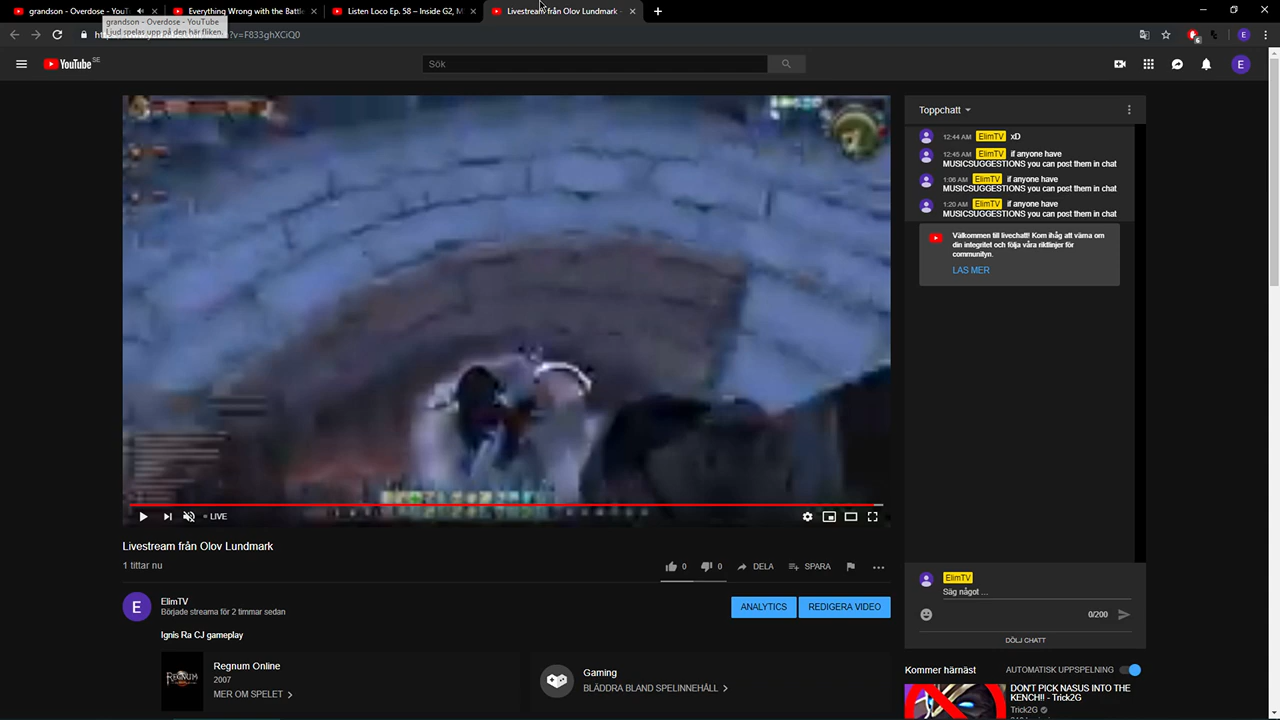 grandson - Overdose - YouT
Everything Wrong with the Battle
Listen Loco Ep. 58 – Inside G2, M
Livestream från Olov Lundmark -
grandson - Overdose - YouTube
Ljud spelas upp på den här fliken.
?v=F833ghXCiQ0
YouTube SE
Sök
E
Toppchatt
12:44 AM ElimTV xD
12:45 AM ElimTV if anyone have
MUSICSUGGESTIONS you can post them in chat
1:06 AM ElimTV if anyone have
MUSICSUGGESTIONS you can post them in chat
1:20 AM ElimTV if anyone have
MUSICSUGGESTIONS you can post them in chat
Välkommen till livechatt! Kom ihåg att värna om
din integritet och följa våra riktlinjer för
communityn.
LÄS MER
LIVE
Livestream från Olov Lundmark
1 tittar nu
0
0
DELA
SPARA
E
ElimTV
Började streama för 2 timmar sedan
ANALYTICS
REDIGERA VIDEO
Ignis Ra CJ gameplay
REGNUM
Regnum Online
2007
MER OM SPELET
Gaming
BLÄDDRA BLAND SPELINNEHÅLL
ElimTV
Säg något ...
0/200
DÖLJ CHATT
Kommer härnäst
AUTOMATISK UPPSPELNING
DON'T PICK NASUS INTO THE
KENCH!! - Trick2G
Trick2G